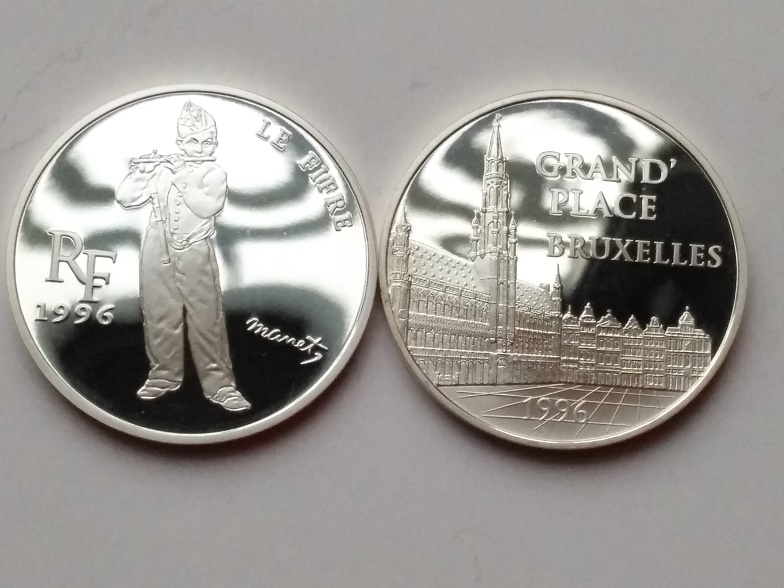 LE FIFRE
RF
1996
manet
GRAND'
PLACE
BRUXELLES
1996